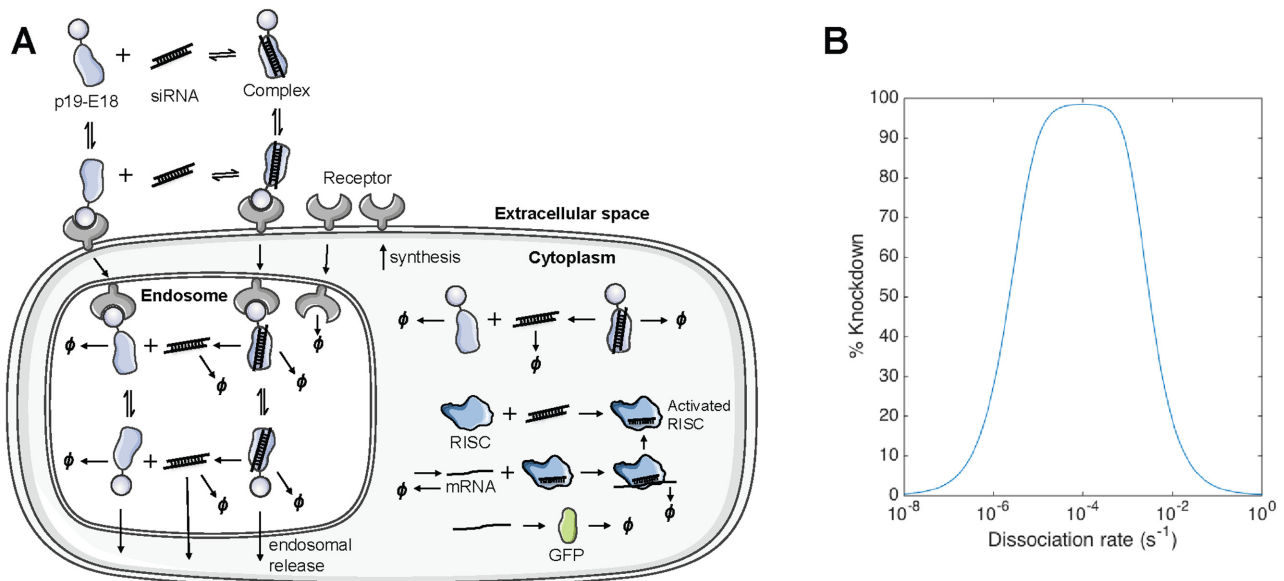 A
p19-E18 + siRNA Complex
+
Receptor
Extracellular space
synthesis
Cytoplasm
Endosome
ϕ + ϕ
ϕ + ϕ
ϕ
ϕ ϕ
RISC + Activated
RISC
ϕ +
ϕ ϕ
mRNA +
ϕ
ϕ
GFP ϕ
endosomal
release
B
% Knockdown
100
90
80
70
60
50
40
30
20
10
0
10⁻⁸ 10⁻⁶ 10⁻⁴ 10⁻² 10⁰
Dissociation rate (s⁻¹)